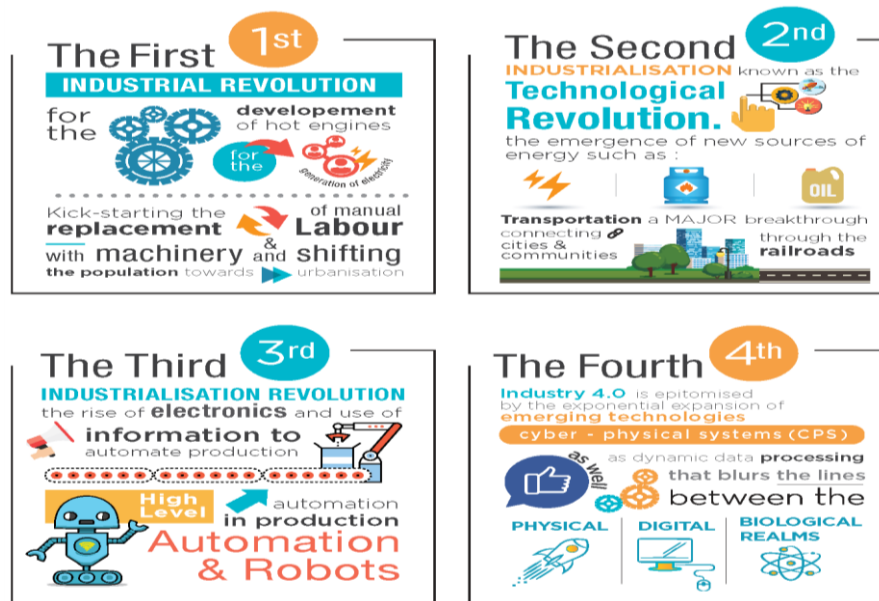 The First 1st
INDUSTRIAL REVOLUTION
for the
developement
of hot engines
for the
generation of electricity
Kick-starting the
replacement
of manual
Labour
with machinery & and shifting
the population towards urbanisation
The Second 2nd
INDUSTRIALISATION known as the
Technological
Revolution.
the emergence of new sources of
energy such as :
OIL
Transportation a MAJOR breakthrough
connecting
cities &
communities
through the
railroads
The Third 3rd
INDUSTRIALISATION REVOLUTION
the rise of electronics and use of
information to
automate production
High
Level
automation
in production
Automation
& Robots
The Fourth 4th
Industry 4.0 is epitomised
by the exponential expansion of
emerging technologies
cyber - physical systems (CPS)
as well
as dynamic data processing
that blurs the lines
between the
PHYSICAL
DIGITAL
BIOLOGICAL
REALMS